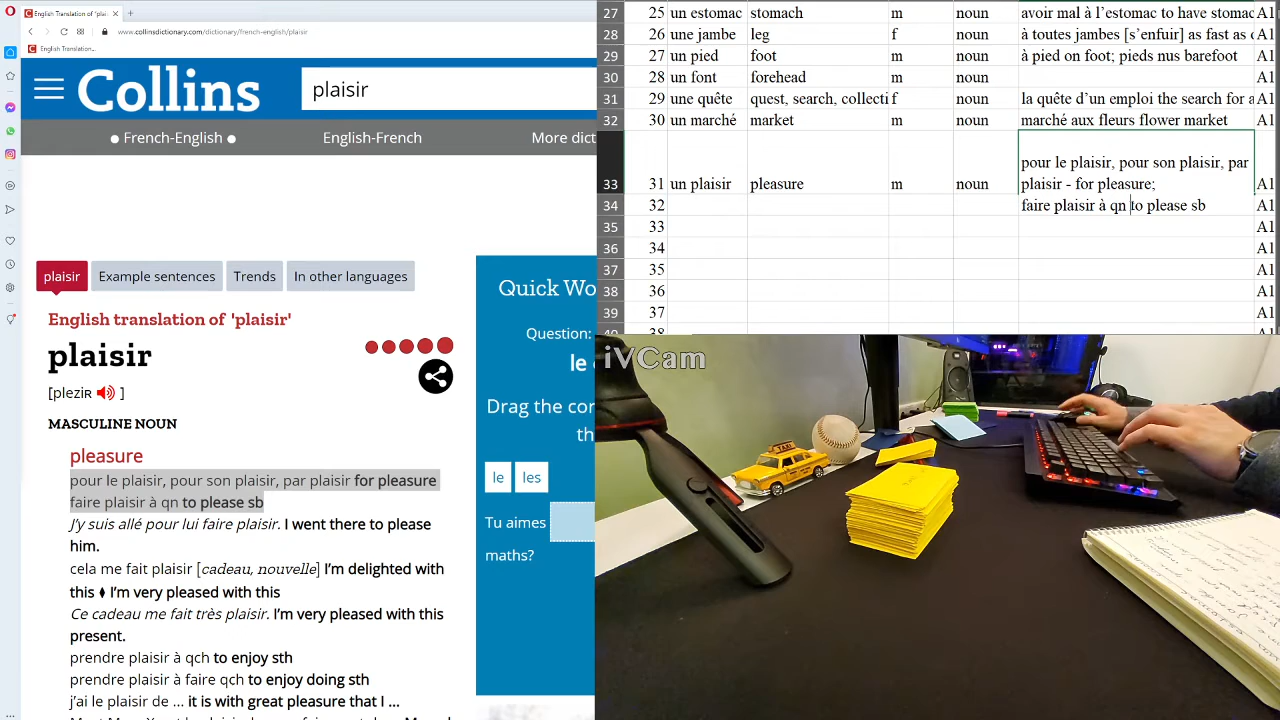 English Translation of 'plai
www.collinsdictionary.com/dictionary/french-english/plaisir
English Translation...
Collins
plaisir
● French-English ●
English-French
More dict
plaisir
Example sentences
Trends
In other languages
English translation of 'plaisir'
plaisir
[pleziʀ ]
MASCULINE NOUN
pleasure
pour le plaisir, pour son plaisir, par plaisir for pleasure
faire plaisir à qn to please sb
J'y suis allé pour lui faire plaisir. I went there to please
him.
cela me fait plaisir [cadeau, nouvelle] I'm delighted with
this ♦ I'm very pleased with this
Ce cadeau me fait très plaisir. I'm very pleased with this
present.
prendre plaisir à qch to enjoy sth
prendre plaisir à faire qch to enjoy doing sth
j'ai le plaisir de ... it is with great pleasure that I ...
Quick Wo
Question:
le
Drag the cor
th
le
les
Tu aimes
maths?
27 25 un estomac stomach m noun avoir mal à l'estomac to have stomac A1
28 26 une jambe leg f noun à toutes jambes [s'enfuir] as fast as A1
29 27 un pied foot m noun à pied on foot; pieds nus barefoot A1
30 28 un font forehead m noun A1
31 29 une quête quest, search, collecti f noun la quête d'un emploi the search for a A1
32 30 un marché market m noun marché aux fleurs flower market A1
pour le plaisir, pour son plaisir, par
33 31 un plaisir pleasure m noun plaisir - for pleasure; A1
34 32 faire plaisir à qn to please sb A1
35 33 A1
36 34 A1
37 35 A1
38 36 A1
39 37 A1
38
iVCam
TAXI